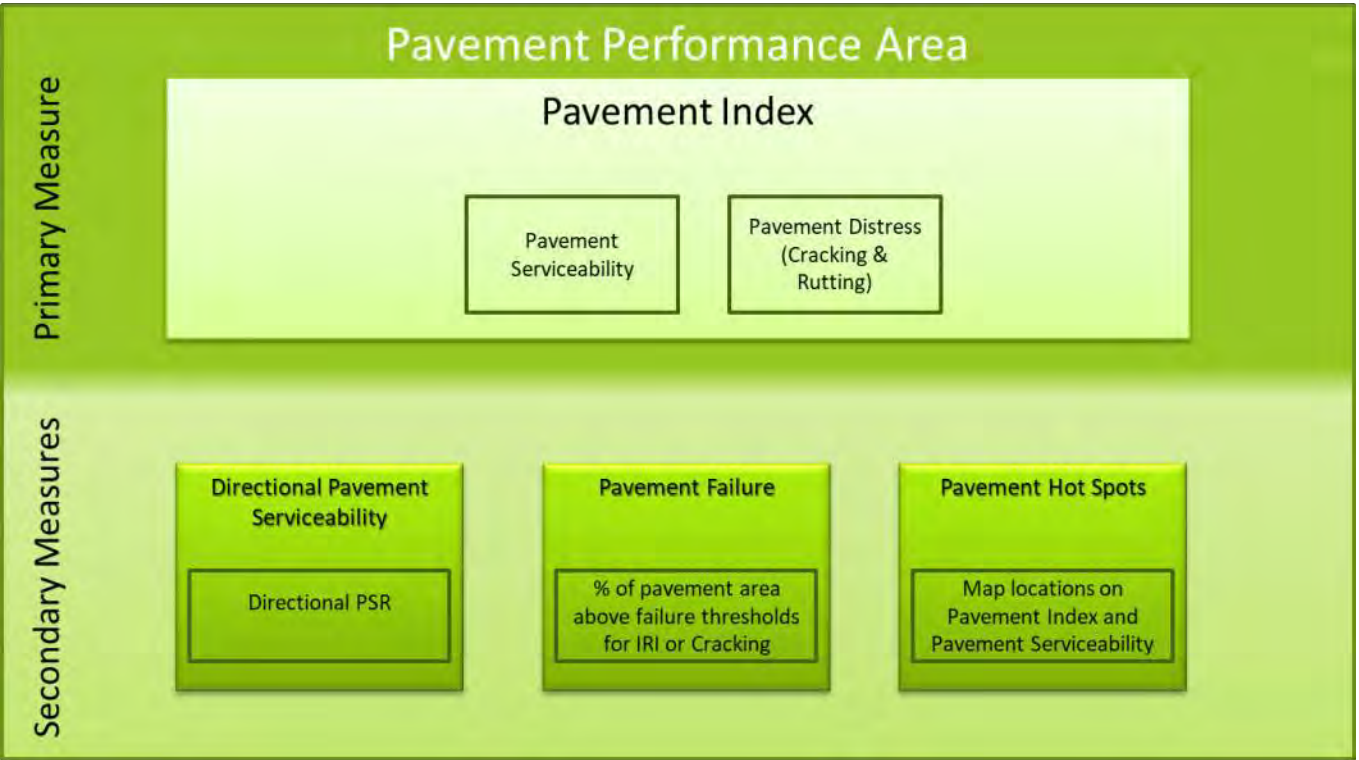 Pavement Performance Area
Primary Measure
Pavement Index
Pavement
Serviceability
Pavement Distress
(Cracking &
Rutting)
Secondary Measures
Directional Pavement
Serviceability
Directional PSR
Pavement Failure
% of pavement area
above failure thresholds
for IRI or Cracking
Pavement Hot Spots
Map locations on
Pavement Index and
Pavement Serviceability